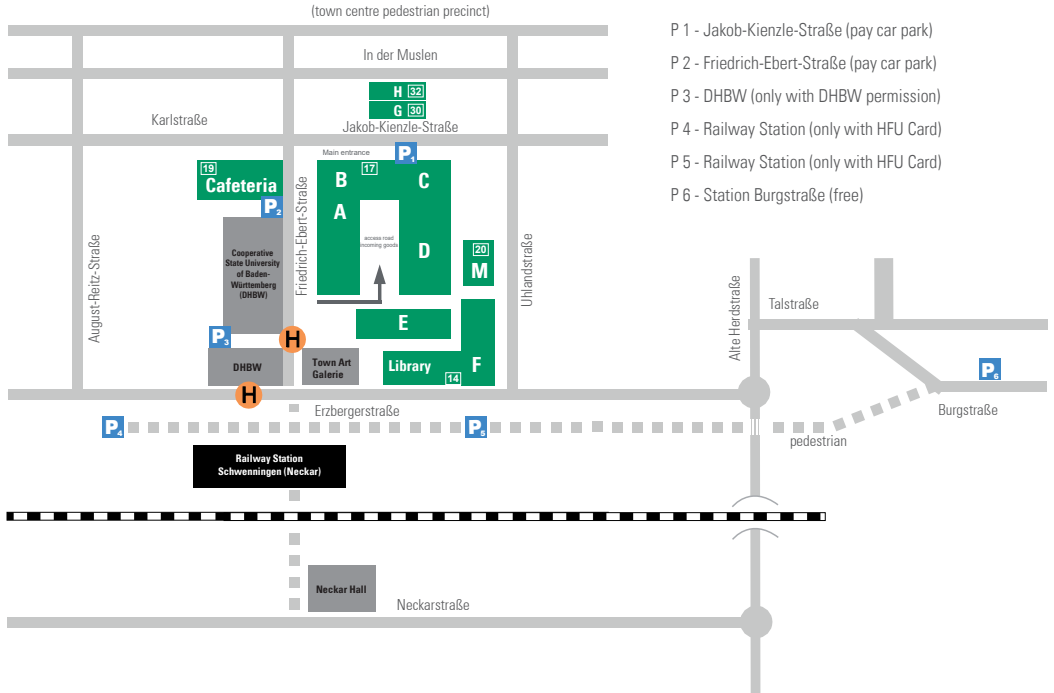 (town centre pedestrian precinct)
In der Muslen
H 32
G 30
Karlstraße
Jakob-Kienzle-Straße
Main entrance
P1
19
Cafeteria
P2
B
17
C
A
access road
incoming goods
D
20
M
Cooperative
State University
of Baden-
Württemberg
(DHBW)
Friedrich-Ebert-Straße
August-Reitz-Straße
Uhlandstraße
E
P3
H
DHBW
Town Art
Galerie
Library
14
F
H
Erzbergerstraße
P4
P5
Railway Station
Schwenningen (Neckar)
Neckar Hall
Neckarstraße
P 1 - Jakob-Kienzle-Straße (pay car park)
P 2 - Friedrich-Ebert-Straße (pay car park)
P 3 - DHBW (only with DHBW permission)
P 4 - Railway Station (only with HFU Card)
P 5 - Railway Station (only with HFU Card)
P 6 - Station Burgstraße (free)
Alte Herdstraße
Talstraße
P6
Burgstraße
pedestrian